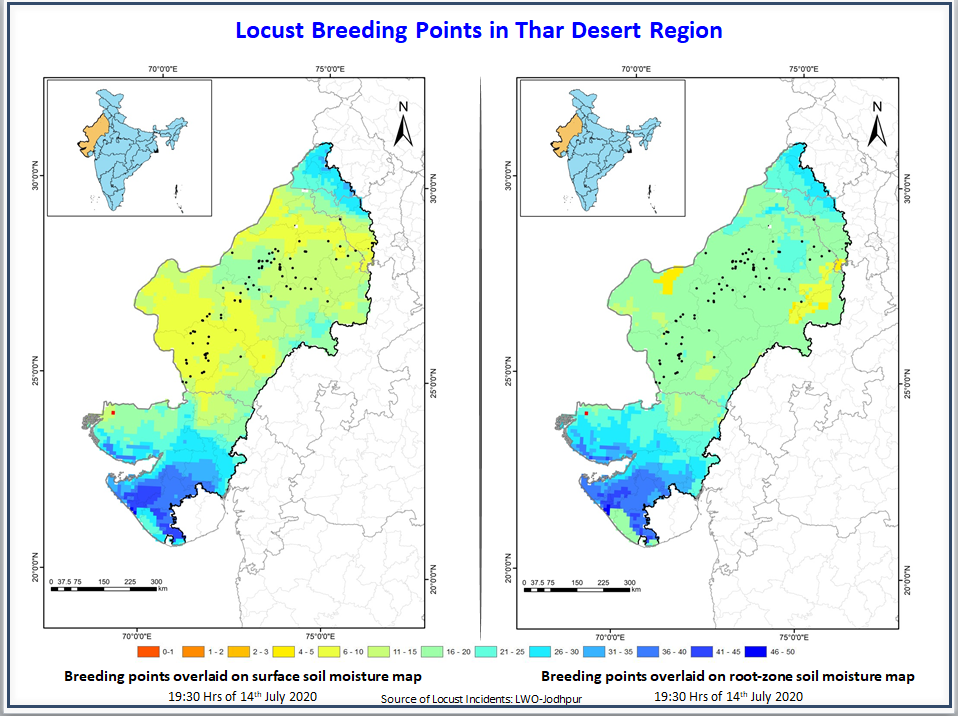 Locust Breeding Points in Thar Desert Region
70°0'0"E 75°0'0"E
70°0'0"E 75°0'0"E
N
N
30°0'0"N
30°0'0"N
30°0'0"N
30°0'0"N
25°0'0"N
25°0'0"N
25°0'0"N
25°0'0"N
20°0'0"N
20°0'0"N
20°0'0"N
20°0'0"N
0 37.5 75 150 225 300
km
0 37.5 75 150 225 300
km
70°0'0"E 75°0'0"E
70°0'0"E 75°0'0"E
0-1 1 - 2 2 - 3 4 - 5 6 - 10 11 - 15 16 - 20 21 - 25 26 - 30 31 - 35 36 - 40 41 - 45 46 - 50
Breeding points overlaid on surface soil moisture map
19:30 Hrs of 14th July 2020
Breeding points overlaid on root-zone soil moisture map
19:30 Hrs of 14th July 2020
Source of Locust Incidents: LWO-Jodhpur